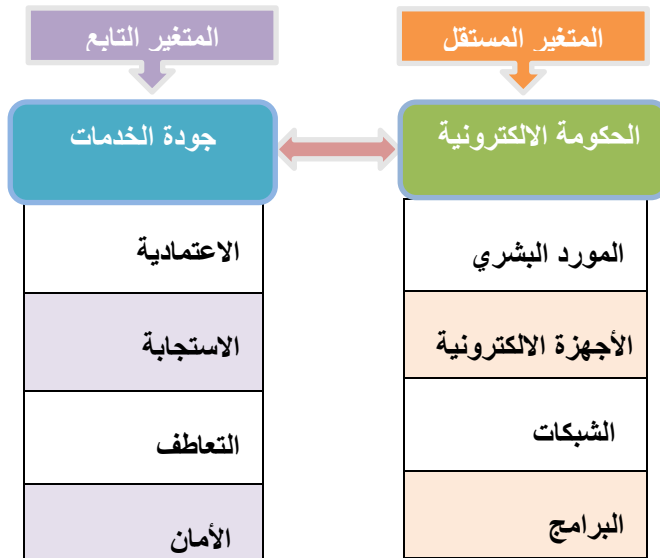 المتغير المستقل
المتغير التابع
الحكومة الالكترونية
جودة الخدمات
المورد البشري
الاعتمادية
الأجهزة الالكترونية
الاستجابة
الشبكات
التعاطف
البرامج
الأمان